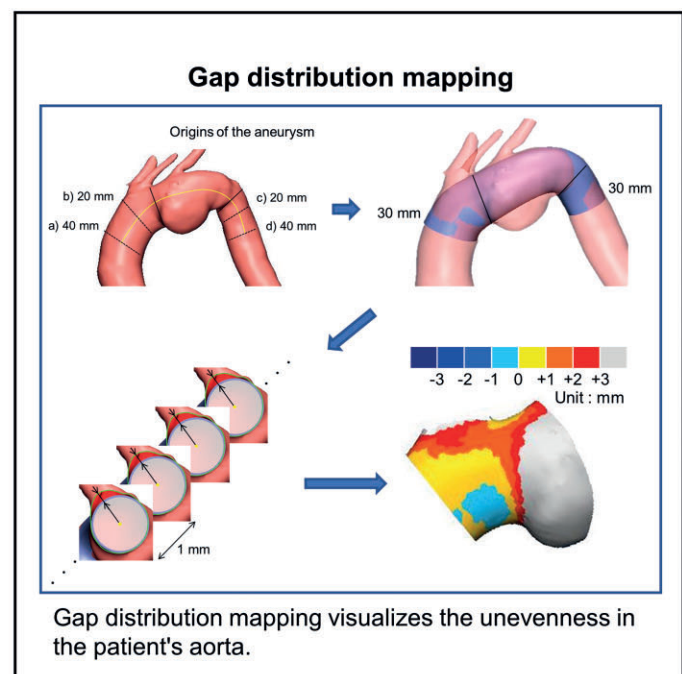 Gap distribution mapping
Origins of the aneurysm
b) 20 mm
a) 40 mm
c) 20 mm
d) 40 mm
30 mm
30 mm
1 mm
-3 -2 -1 0 +1 +2 +3
Unit : mm
Gap distribution mapping visualizes the unevenness in
the patient's aorta.